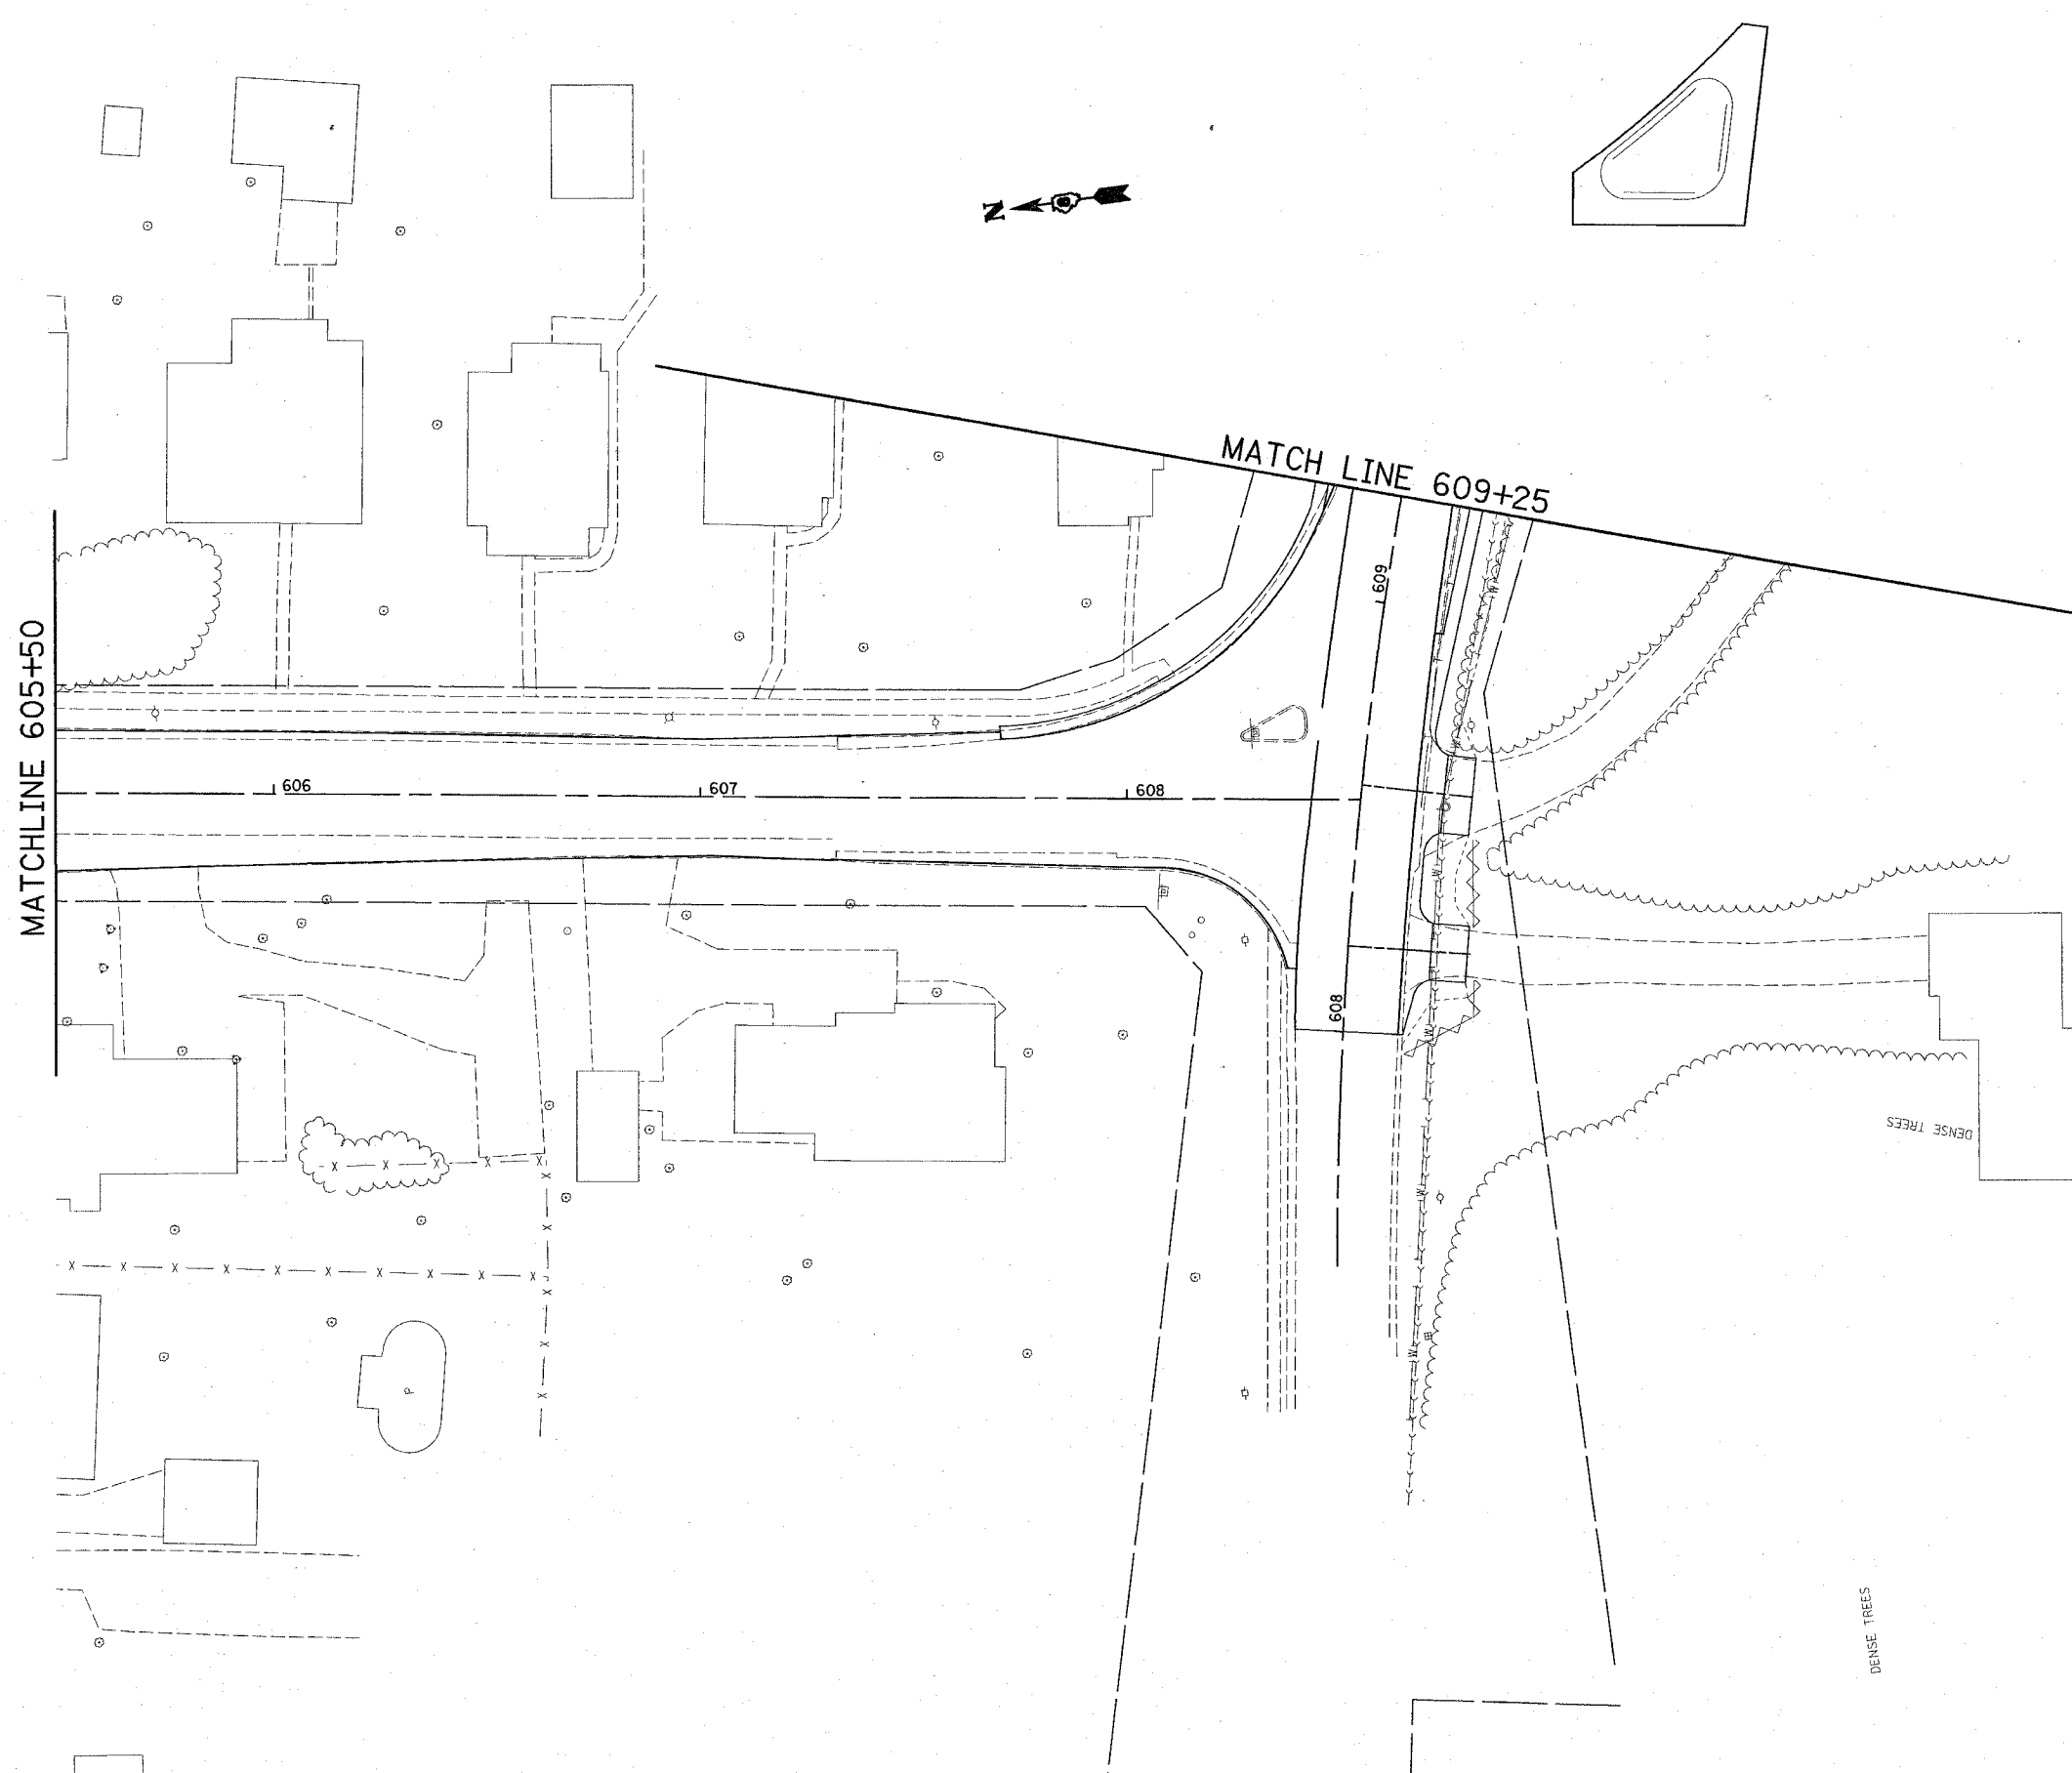 N
MATCH LINE 609+25
609
MATCHLINE 605+50
606
607
608
608
DENSE TREES
DENSE TREES